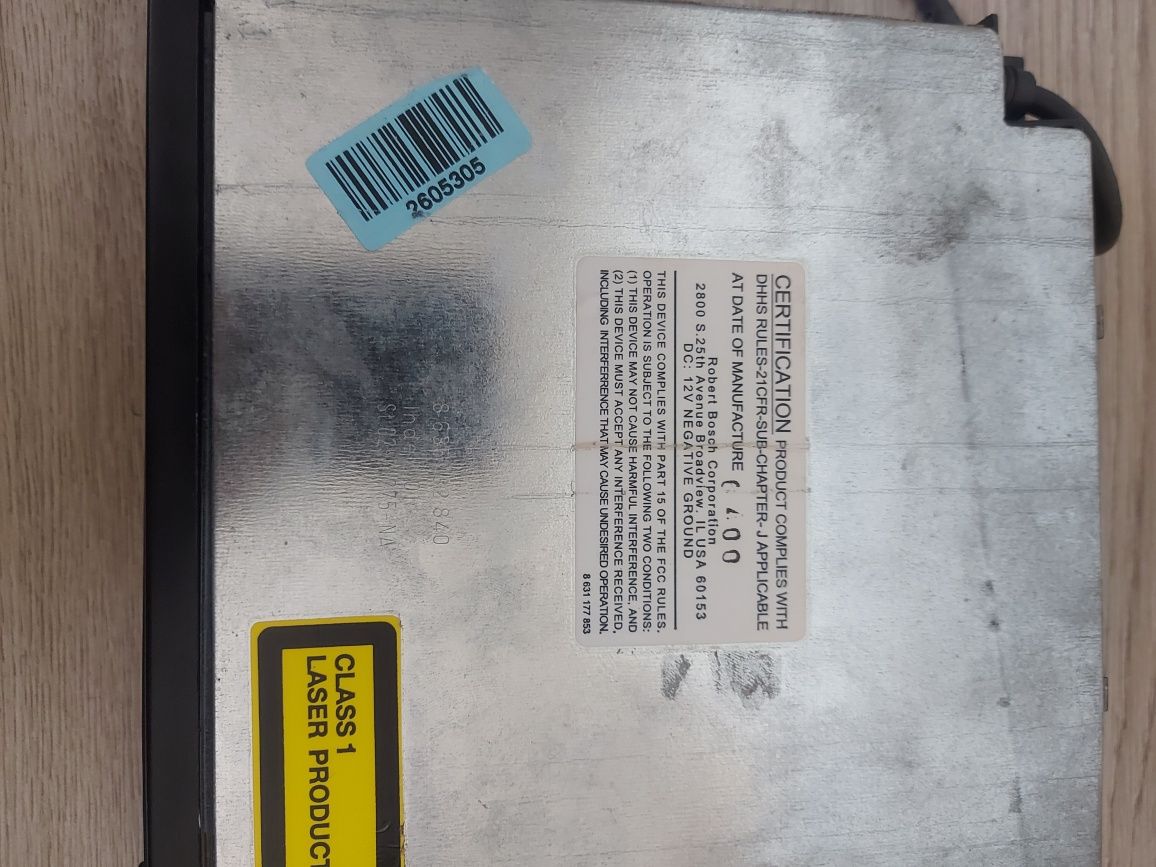 2605305
CERTIFICATION PRODUCT COMPLIES WITH
DHHS RULES-21CFR-SUB-CHAPTER- J APPLICABLE
AT DATE OF MANUFACTURE
Robert Bosch Corporation
2800 S.25th Avenue Broadview, IL USA 60153
DC: 12V NEGATIVE GROUND
THIS DEVICE COMPLIES WITH PART 15 OF THE FCC RULES.
OPERATION IS SUBJECT TO THE FOLLOWING TWO CONDITIONS:
(1) THIS DEVICE MAY NOT CAUSE HARMFUL INTERFERENCE, AND
(2) THIS DEVICE MUST ACCEPT ANY INTERFERENCE RECEIVED,
INCLUDING INTERFERRENCE THAT MAY CAUSE UNDESIRED OPERATION.
8 631 177 853
CLASS 1
LASER PRODUCT